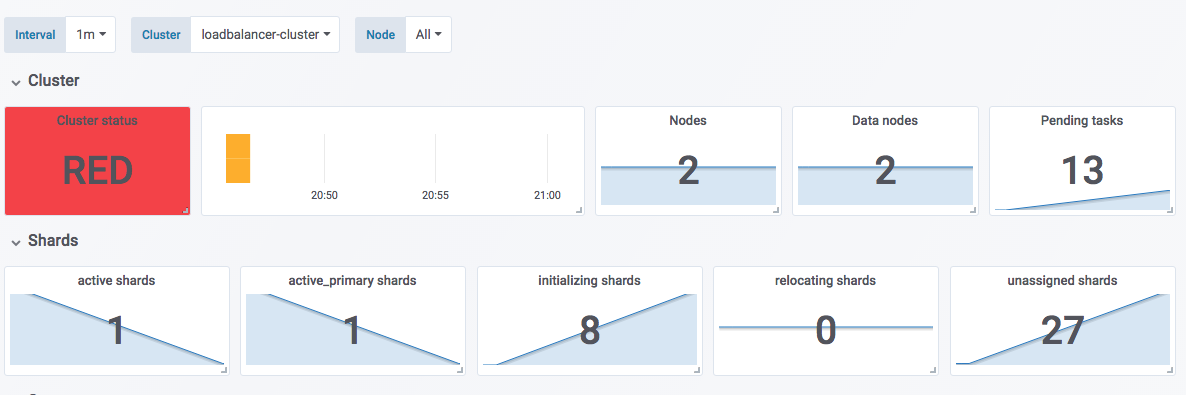 Interval 1m Cluster loadbalancer-cluster Node All
Cluster
Cluster status Nodes Data nodes Pending tasks
RED 2 2 13
20:50 20:55 21:00
Shards
active shards active_primary shards initializing shards relocating shards unassigned shards
1 1 8 0 27